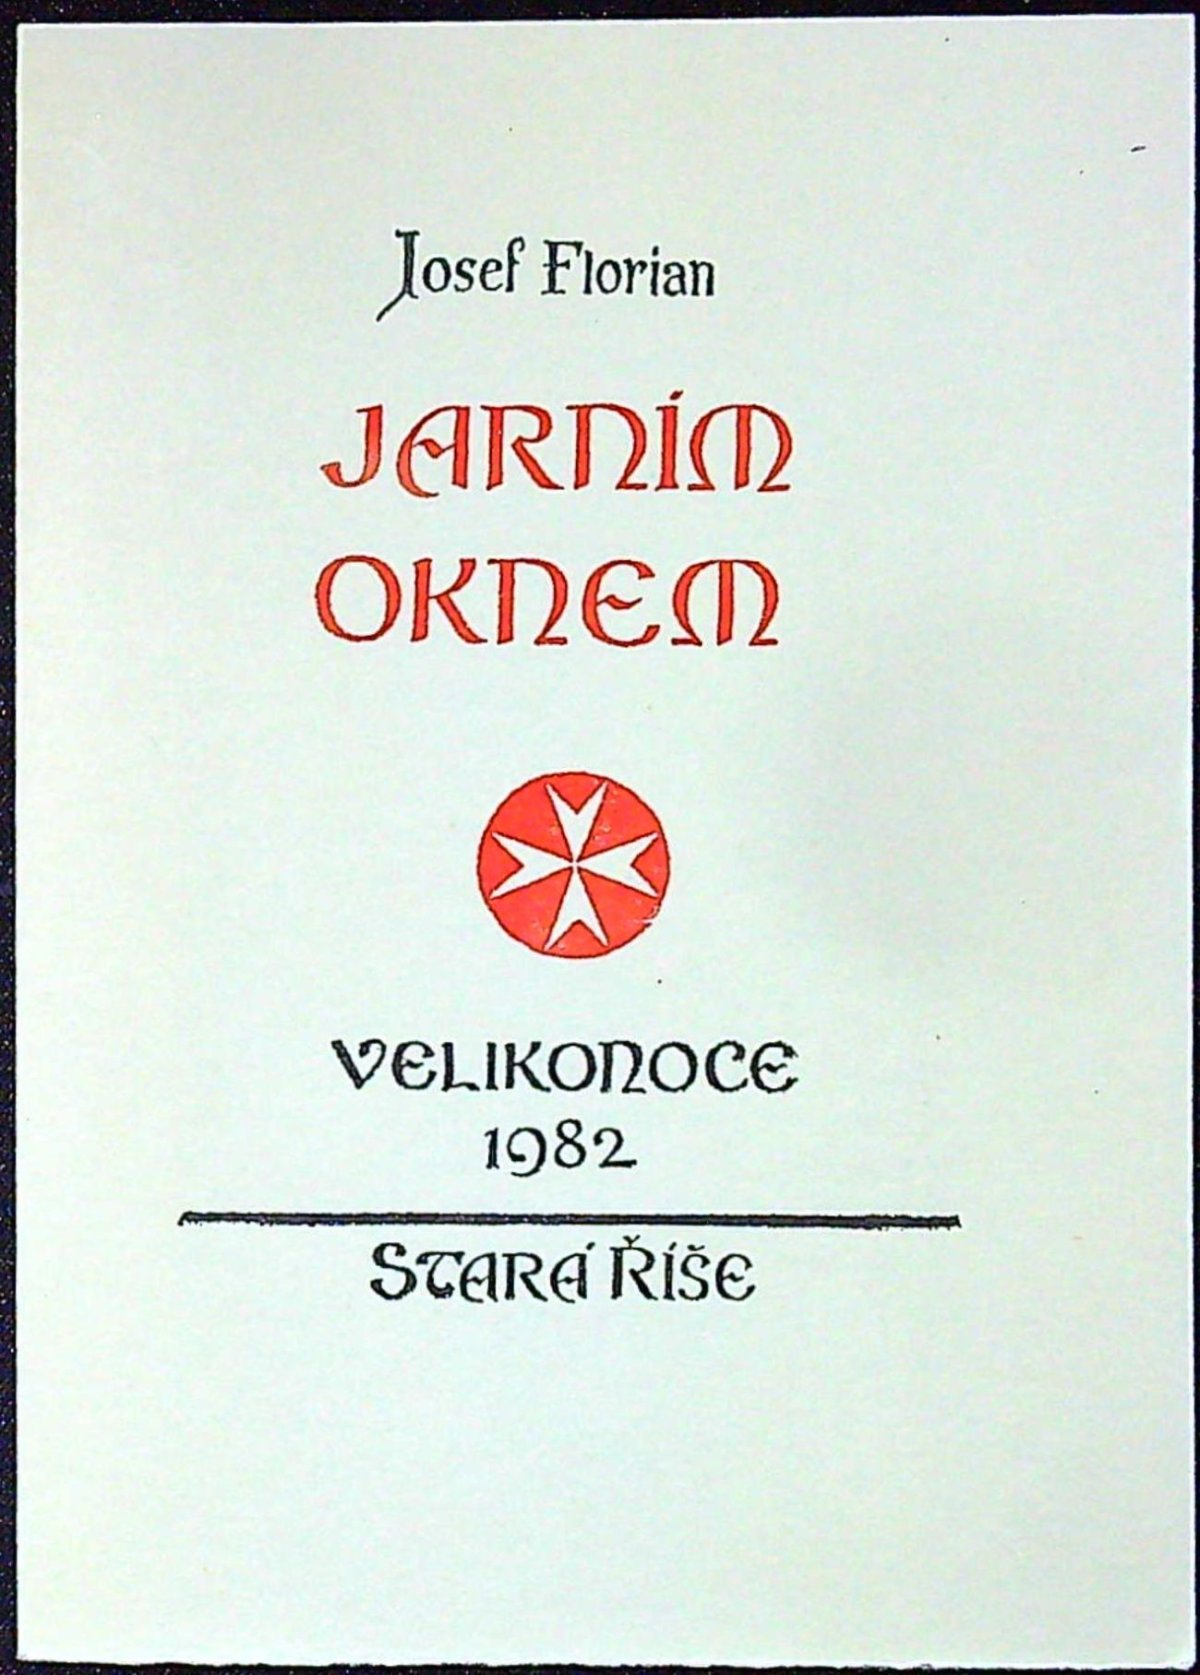 Josef Florian
JARNÍM
OKNEM
VELIKONOCE
1982
STARÁ ŘÍŠE